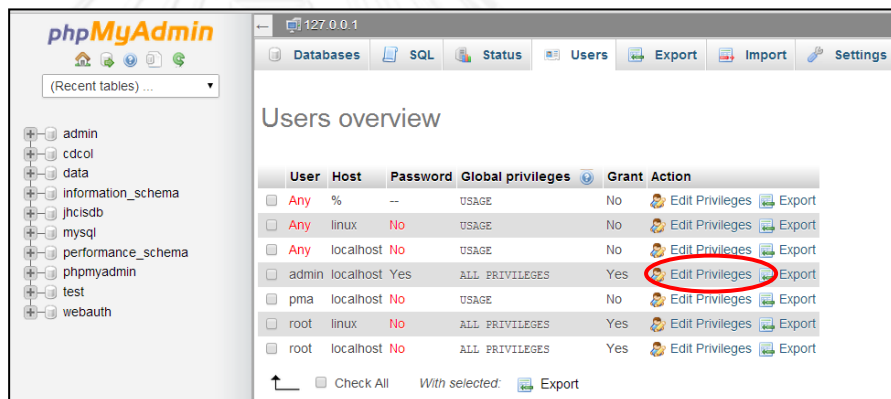 phpMyAdmin
(Recent tables) ...
admin
cdcol
data
information_schema
jhcisdb
mysql
performance_schema
phpmyadmin
test
webauth
127.0.0.1
Databases SQL Status Users Export Import Settings
Users overview
User Host Password Global privileges Grant Action
Any % -- USAGE No Edit Privileges Export
Any linux No USAGE No Edit Privileges Export
Any localhost No USAGE No Edit Privileges Export
admin localhost Yes ALL PRIVILEGES Yes Edit Privileges Export
pma localhost No USAGE No Edit Privileges Export
root linux No ALL PRIVILEGES Yes Edit Privileges Export
root localhost No ALL PRIVILEGES Yes Edit Privileges Export
Check All With selected: Export